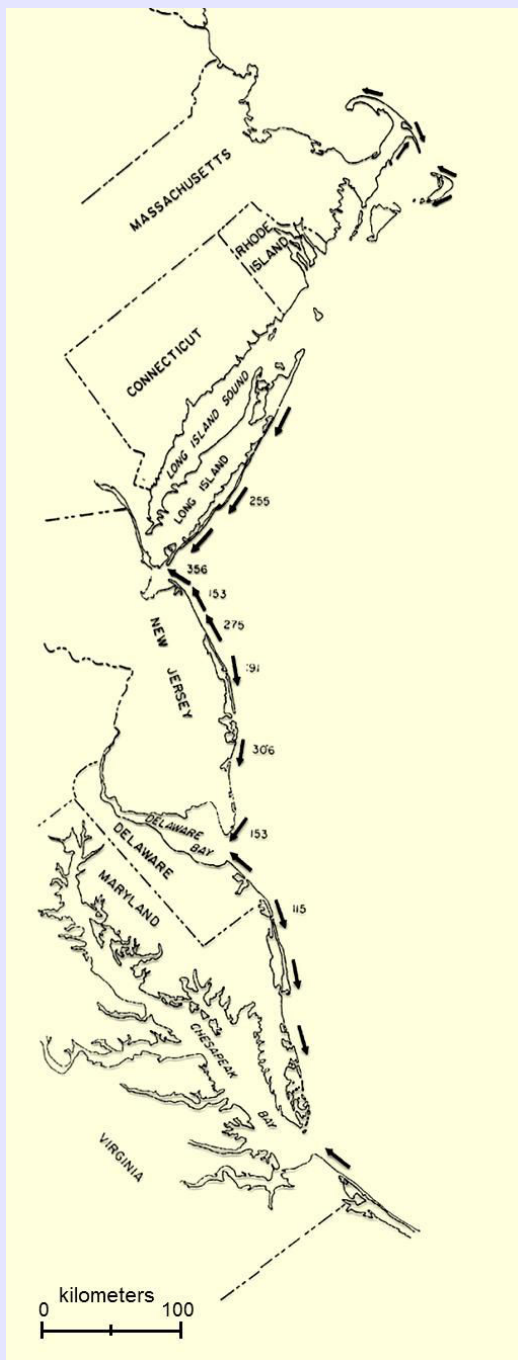 MASSACHUSETTS
RHODE
ISLAND
CONNECTICUT
LONG ISLAND SOUND
LONG ISLAND
255
356
153
275
NEW JERSEY
:91
306
153
DELAWARE
BAY
DELAWARE
MARYLAND
115
CHESAPEAK
BAY
VIRGINIA
kilometers
0 100